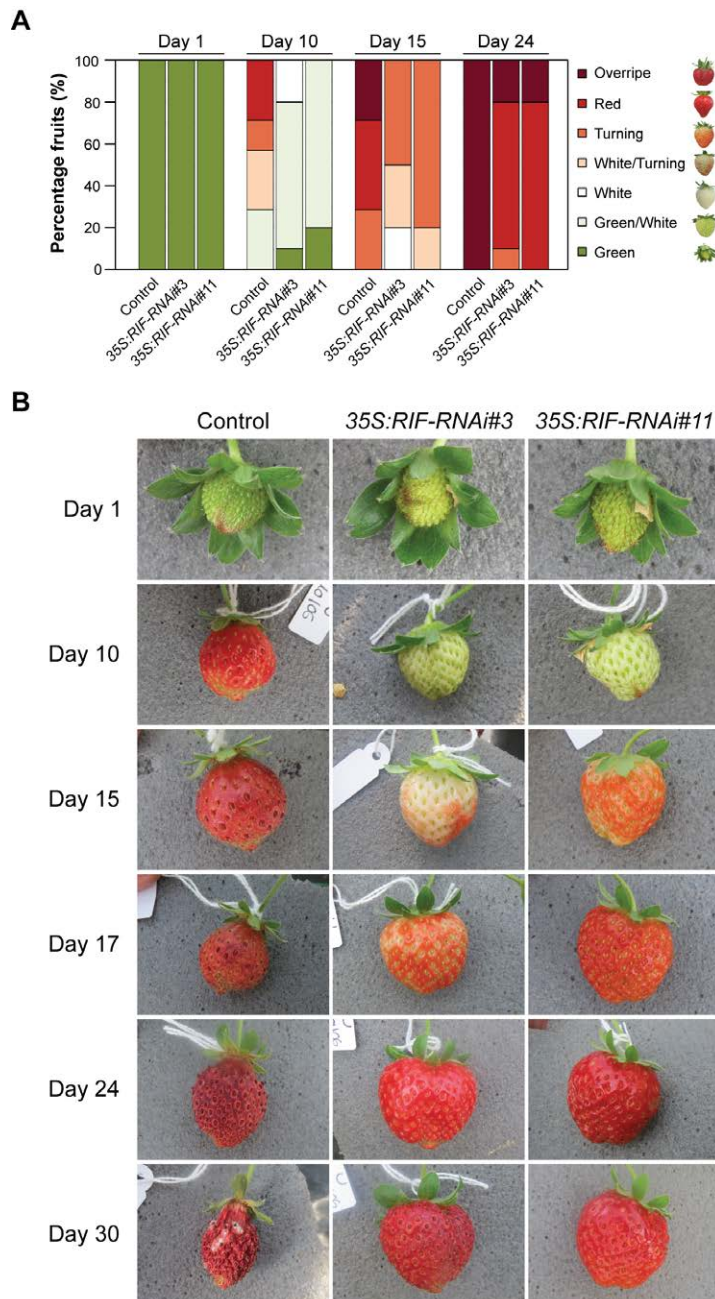 A
Day 1
Day 10
Day 15
Day 24
Percentage fruits (%)
100
80
60
40
20
0
Control
35S:RIF-RNAi#3
35S:RIF-RNAi#11
Control
35S:RIF-RNAi#3
35S:RIF-RNAi#11
Control
35S:RIF-RNAi#3
35S:RIF-RNAi#11
Control
35S:RIF-RNAi#3
35S:RIF-RNAi#11
Overripe
Red
Turning
White/Turning
White
Green/White
Green
B
Control
35S:RIF-RNAi#3
35S:RIF-RNAi#11
Day 1
Day 10
Day 15
Day 17
Day 24
Day 30